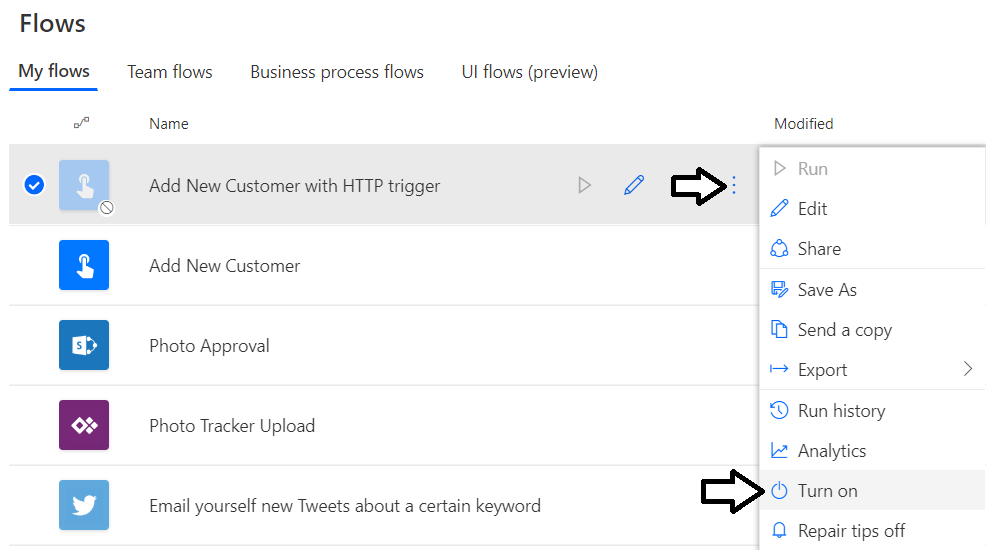 Flows
My flows Team flows Business process flows UI flows (preview)
Name Modified
Add New Customer with HTTP trigger
Add New Customer
Photo Approval
Photo Tracker Upload
Email yourself new Tweets about a certain keyword
Run
Edit
Share
Save As
Send a copy
Export
Run history
Analytics
Turn on
Repair tips off